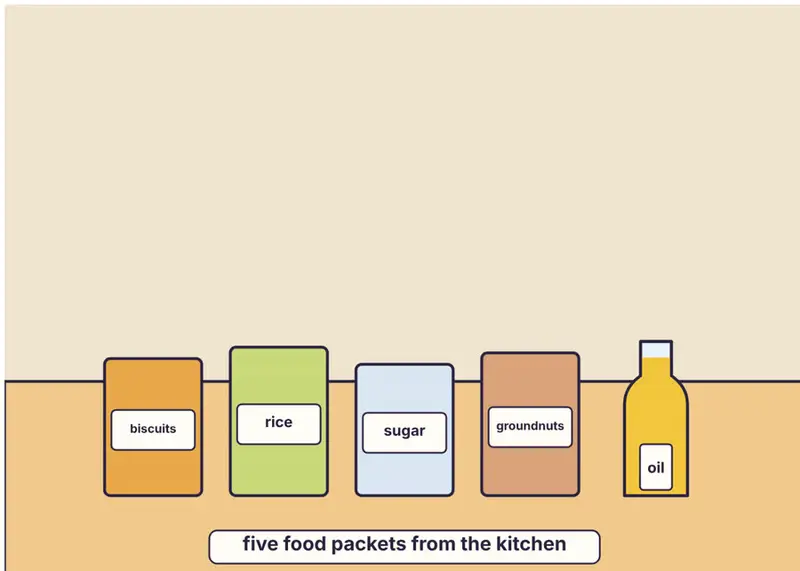 biscuits
rice
sugar
groundnuts
oil
five food packets from the kitchen